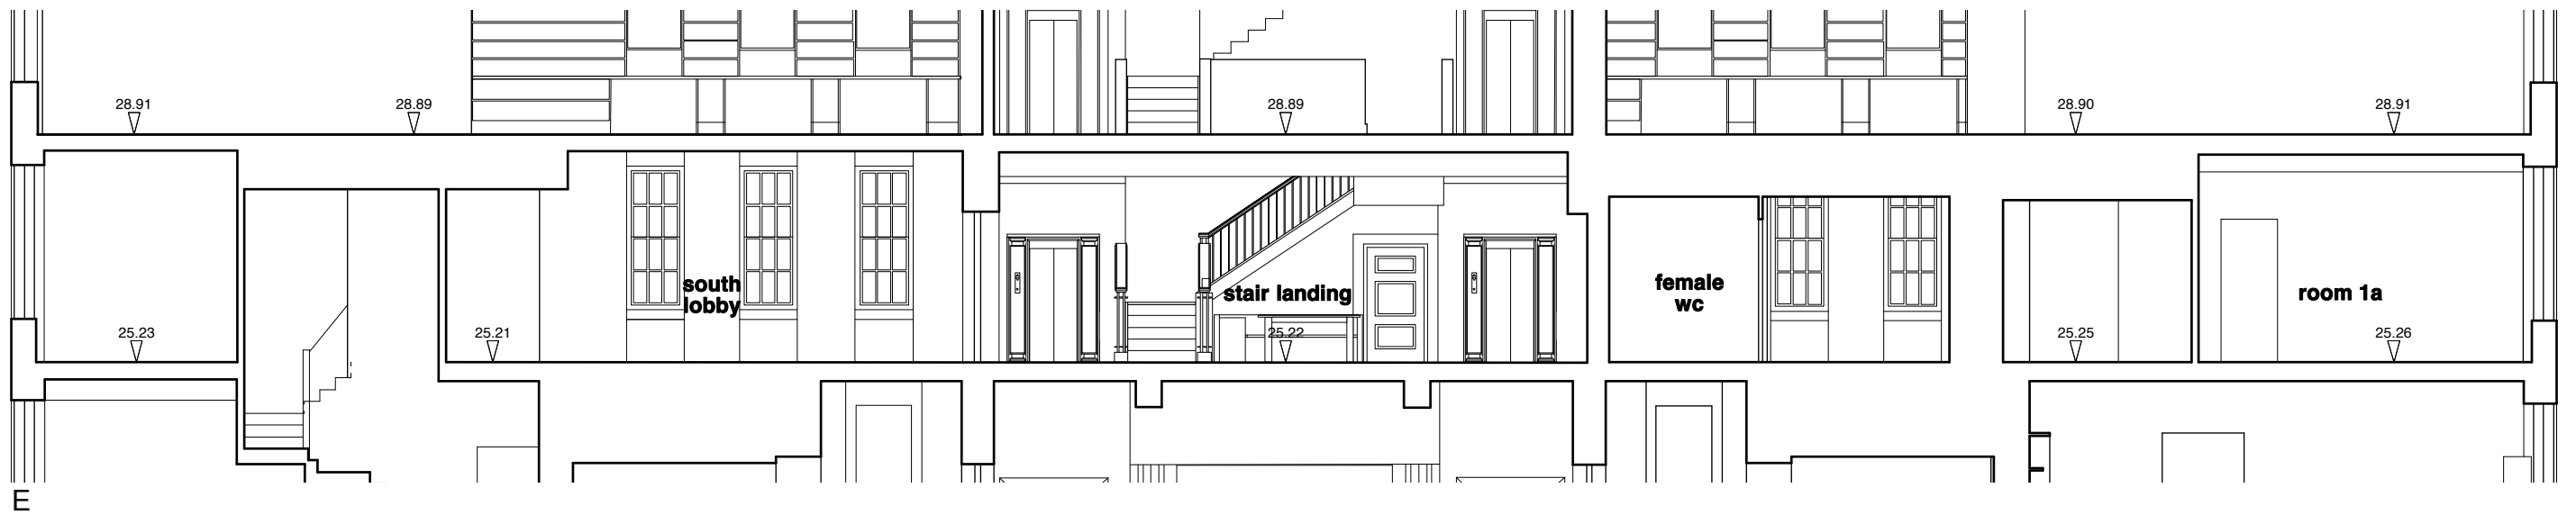 28.91
28.89
28.89
28.90
28.91
south
lobby
stair landing
female
wc
room 1a
25.23
25.21
25.22
25.25
25.26
E